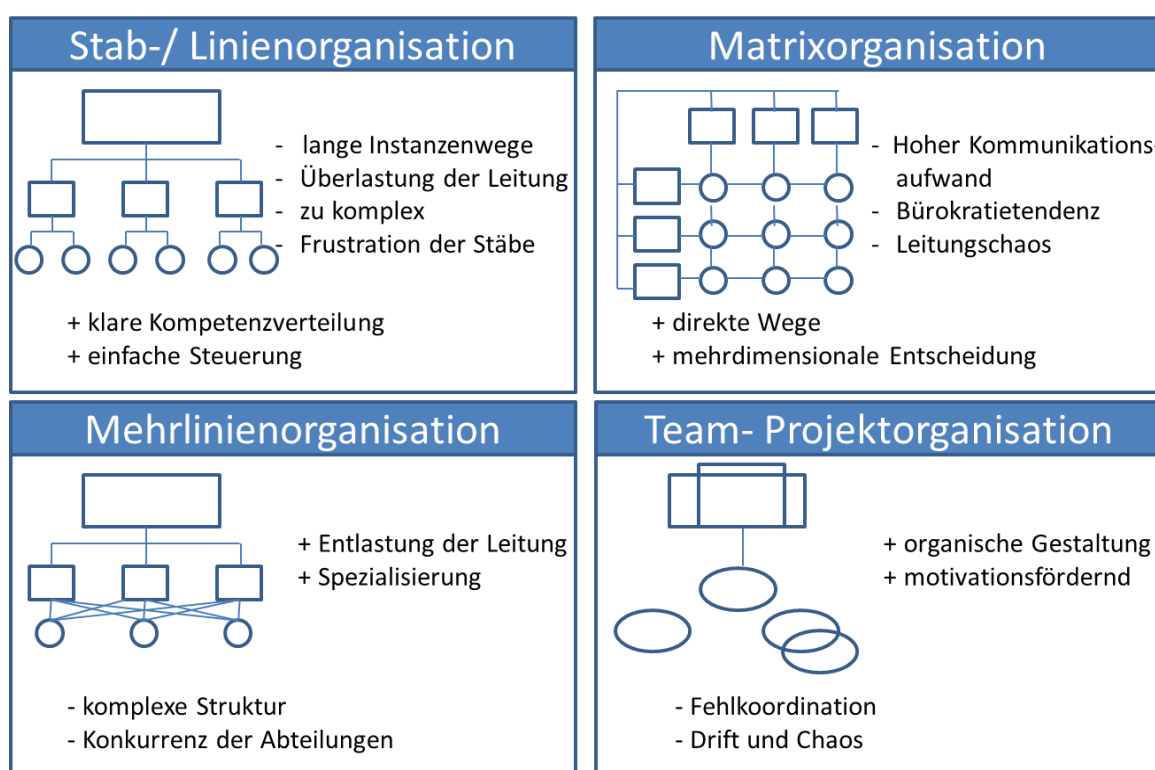 Stab-/ Linienorganisation
- lange Instanzenwege
- Überlastung der Leitung
- zu komplex
- Frustration der Stäbe
+ klare Kompetenzverteilung
+ einfache Steuerung
Matrixorganisation
- Hoher Kommunikations-
aufwand
- Bürokratietendenz
- Leitungschaos
+ direkte Wege
+ mehrdimensionale Entscheidung
Mehrlinienorganisation
+ Entlastung der Leitung
+ Spezialisierung
- komplexe Struktur
- Konkurrenz der Abteilungen
Team- Projektorganisation
+ organische Gestaltung
+ motivationsfördernd
- Fehlkoordination
- Drift und Chaos